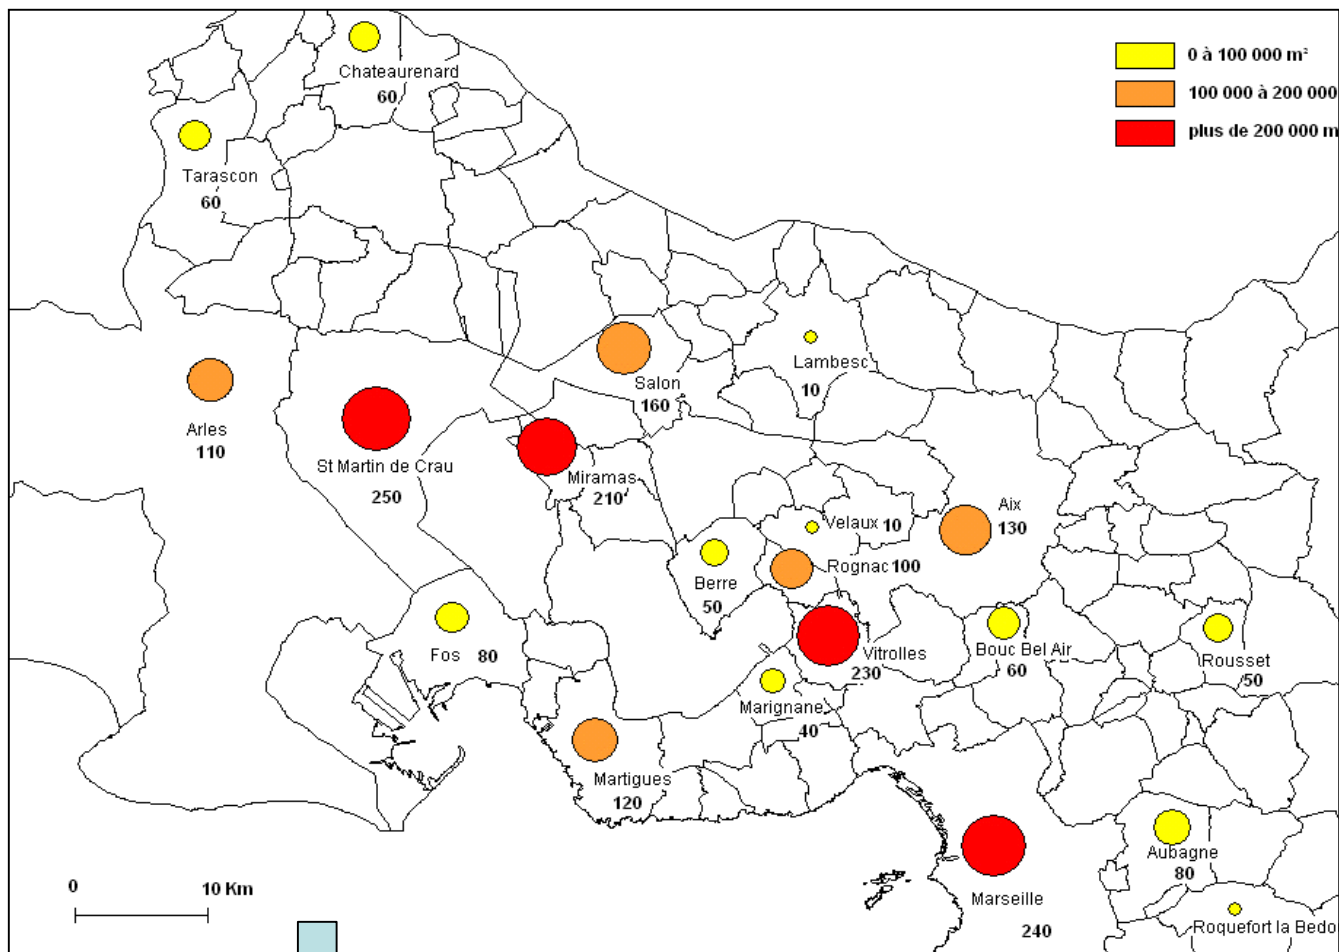 0 à 100 000 m²
100 000 à 200 000
plus de 200 000 m
Chateaurenard
60
Tarascon
60
Salon
160
Lambesc
10
Arles
110
St Martin de Crau
250
Miramas
210
Aix
130
Velaux 10
Rognac 100
Berre
50
Fos 80
Vitrolles
230
Bouc Bel Air
60
Rousset
50
Marignane
40
Martigues
120
Aubagne
80
Marseille
240
Roquefort la Bedo
0 10 Km